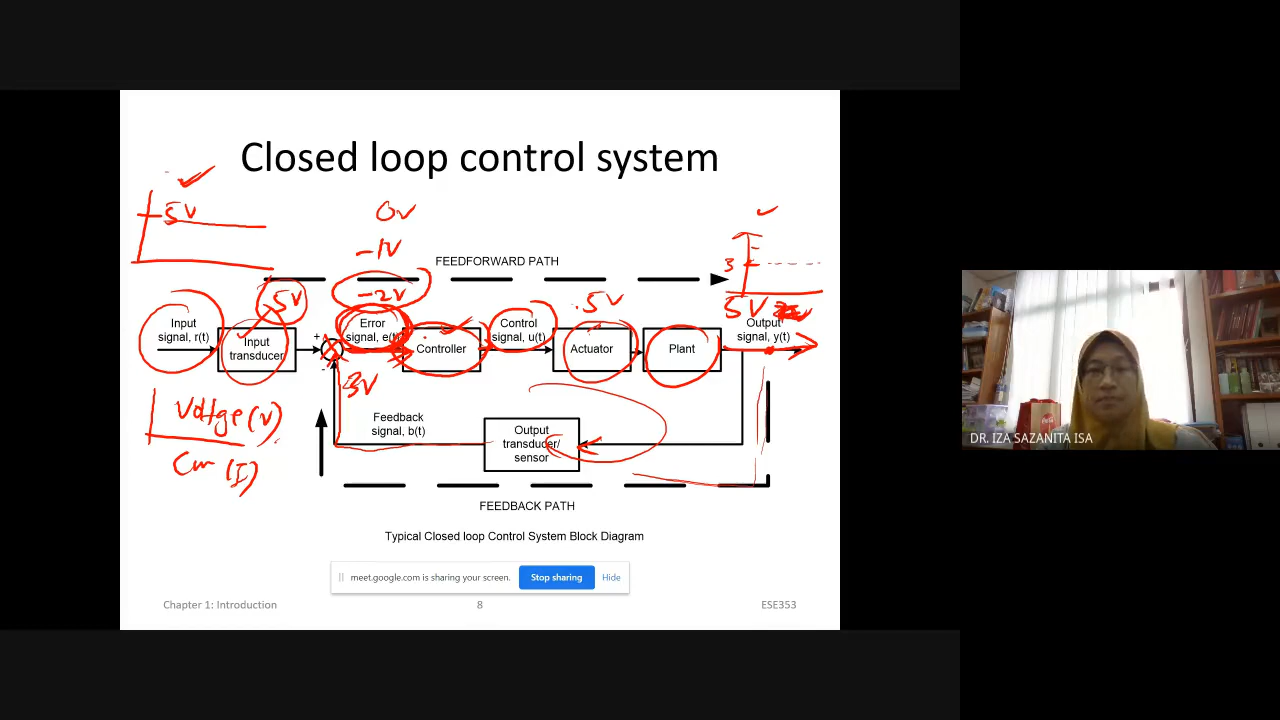 Closed loop control system
5V
0V
-1V
FEEDFORWARD PATH
-2V
3
5V
.5V
5V
Input
signal, r(t)
Input
transducer
+
-
Error
signal, e(t)
Controller
Control
signal, u(t)
Actuator
Plant
Output
signal, y(t)
3V
Voltge(V)
(I)
Feedback
signal, b(t)
Output
transducer/
sensor
FEEDBACK PATH
Typical Closed loop Control System Block Diagram
meet.google.com is sharing your screen.
Stop sharing
Hide
Chapter 1: Introduction
8
ESE353
DR. IZA SAZANITA ISA